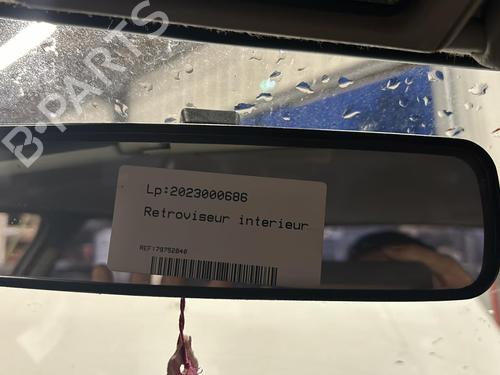 B-PARTS
Lp:2023000686
Retroviseur interieur
REF:79752840